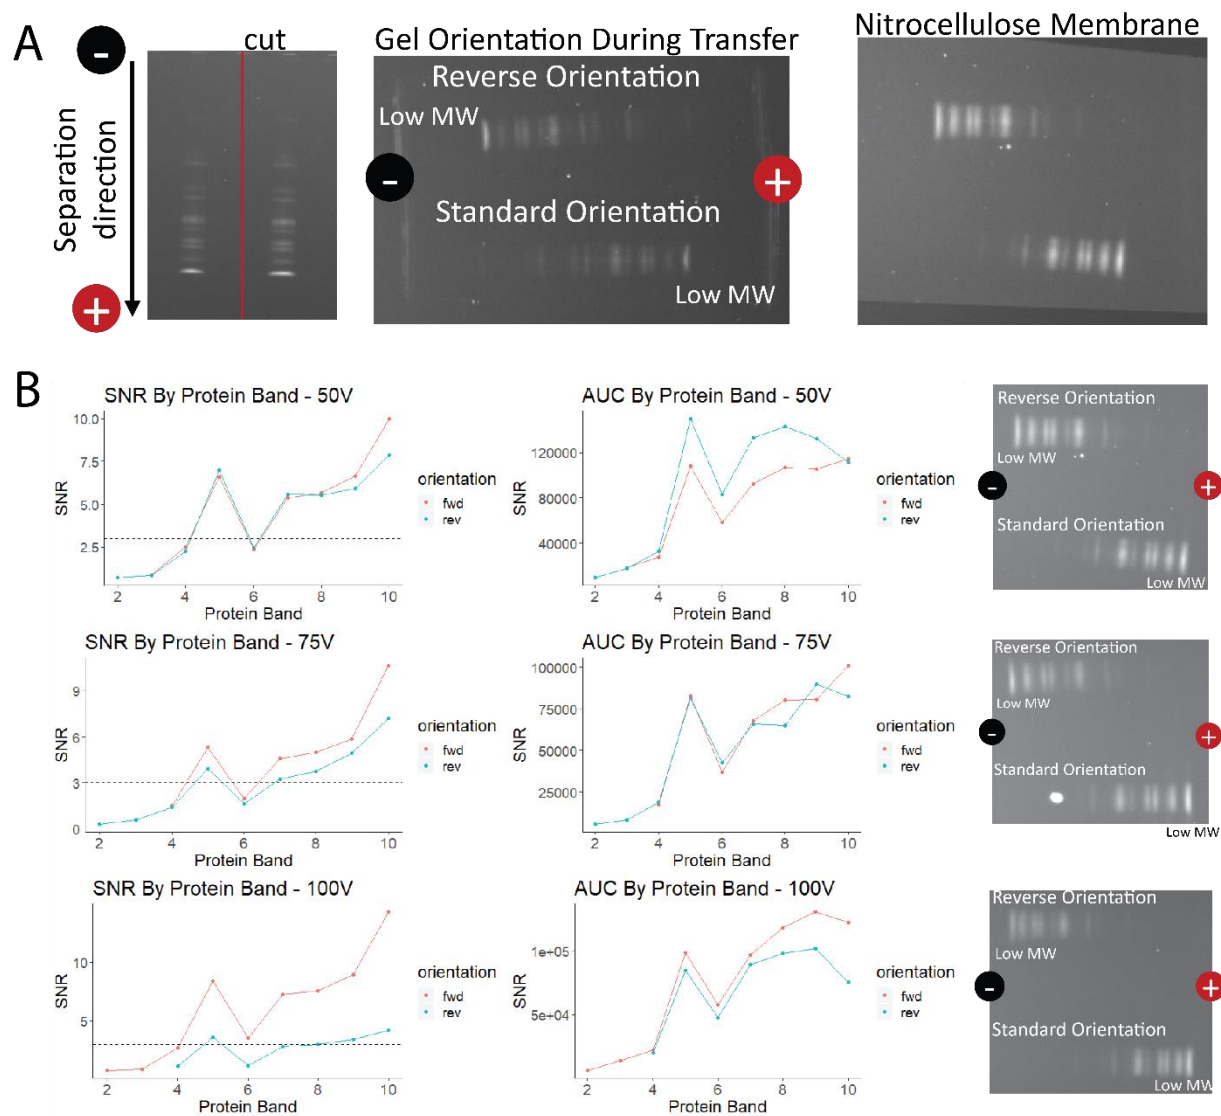 A
-
cut
Separation
direction
+
Gel Orientation During Transfer
Reverse Orientation
Low MW
-
+
Standard Orientation
Low MW
Nitrocellulose Membrane
B
SNR By Protein Band - 50V
10.0
7.5
5.0
2.5
SNR
2 4 6 8 10
Protein Band
orientation
fwd
rev
AUC By Protein Band - 50V
120000
80000
40000
SNR
2 4 6 8 10
Protein Band
orientation
fwd
rev
Reverse Orientation
Low MW
-
+
Standard Orientation
Low MW
SNR By Protein Band - 75V
9
6
3
0
SNR
2 4 6 8 10
Protein Band
orientation
fwd
rev
AUC By Protein Band - 75V
100000
75000
50000
25000
SNR
2 4 6 8 10
Protein Band
orientation
fwd
rev
Reverse Orientation
Low MW
-
+
Standard Orientation
Low MW
SNR By Protein Band - 100V
10
5
SNR
2 4 6 8 10
Protein Band
orientation
fwd
rev
AUC By Protein Band - 100V
1e+05
5e+04
SNR
2 4 6 8 10
Protein Band
orientation
fwd
rev
Reverse Orientation
Low MW
-
+
Standard Orientation
Low MW